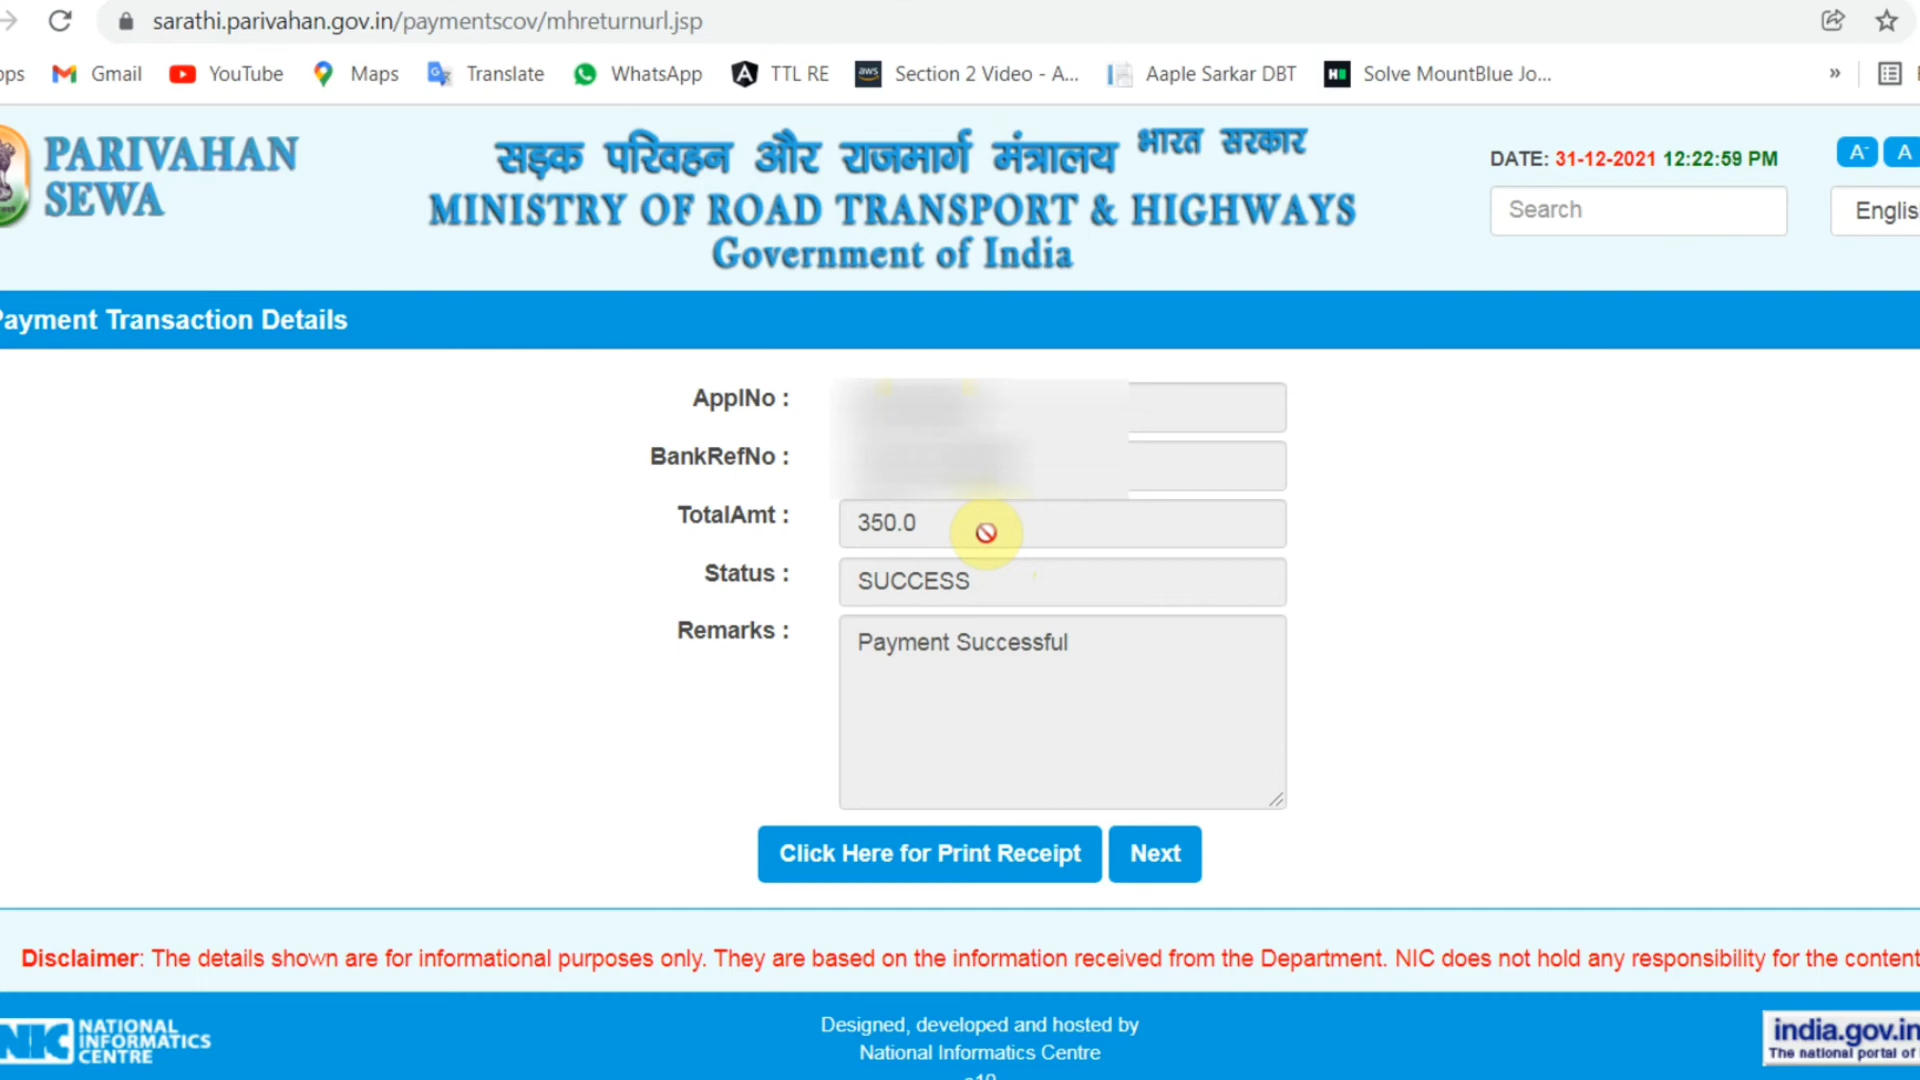 sarathi.parivahan.gov.in/paymentscov/mhreturnurl.jsp
Gmail YouTube Maps Translate WhatsApp TTL RE Section 2 Video - A... Aaple Sarkar DBT Solve MountBlue Jo... »
PARIVAHAN
SEWA
सड़क परिवहन और राजमार्ग मंत्रालय भारत सरकार
MINISTRY OF ROAD TRANSPORT & HIGHWAYS
Government of India
DATE: 31-12-2021 12:22:59 PM
A- A
Search
Payment Transaction Details
ApplNo :
BankRefNo :
TotalAmt : 350.0
Status : SUCCESS
Remarks : Payment Successful
Click Here for Print Receipt Next
Disclaimer: The details shown are for informational purposes only. They are based on the information received from the Department. NIC does not hold any responsibility for the content
NIC NATIONAL
INFORMATICS
CENTRE
Designed, developed and hosted by
National Informatics Centre
india.gov.in
The national portal of